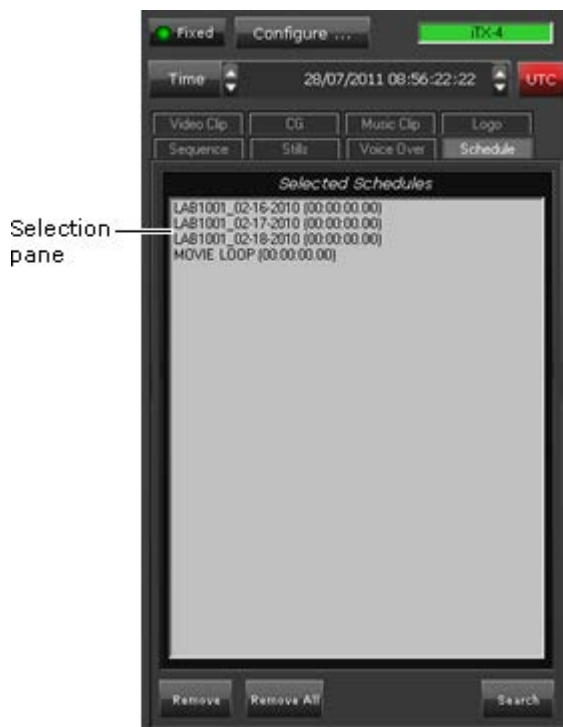 Fixed Configure ... iTX-4
Time 28/07/2011 08:56:22:22 UTC
Video Clip CG Music Clip Logo
Sequence Stills Voice Over Schedule
Selected Schedules
LAB1001_02-16-2010 (00:00:00.00)
LAB1001_02-17-2010 (00:00:00.00)
LAB1001_02-18-2010 (00:00:00.00)
MOVIE LOOP (00:00:00.00)
Selection
pane
Remove Remove All Search